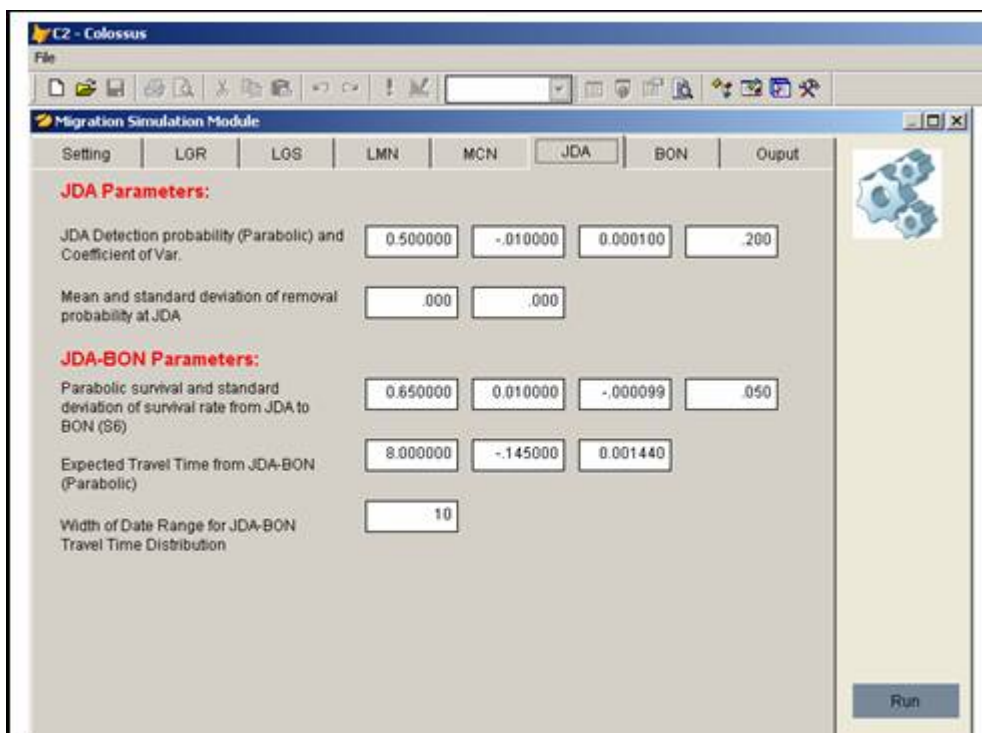 C2 - Colossus
File
Migration Simulation Module
Setting LGR LGS LMN MCN JDA BON Ouput
JDA Parameters:
JDA Detection probability (Parabolic) and
Coefficient of Var.
0.500000 -.010000 0.000100 .200
Mean and standard deviation of removal
probability at JDA
.000 .000
JDA-BON Parameters:
Parabolic survival and standard
deviation of survival rate from JDA to
BON (S6)
0.650000 0.010000 -.000099 .050
Expected Travel Time from JDA-BON
(Parabolic)
8.000000 -.145000 0.001440
Width of Date Range for JDA-BON
Travel Time Distribution
10
Run